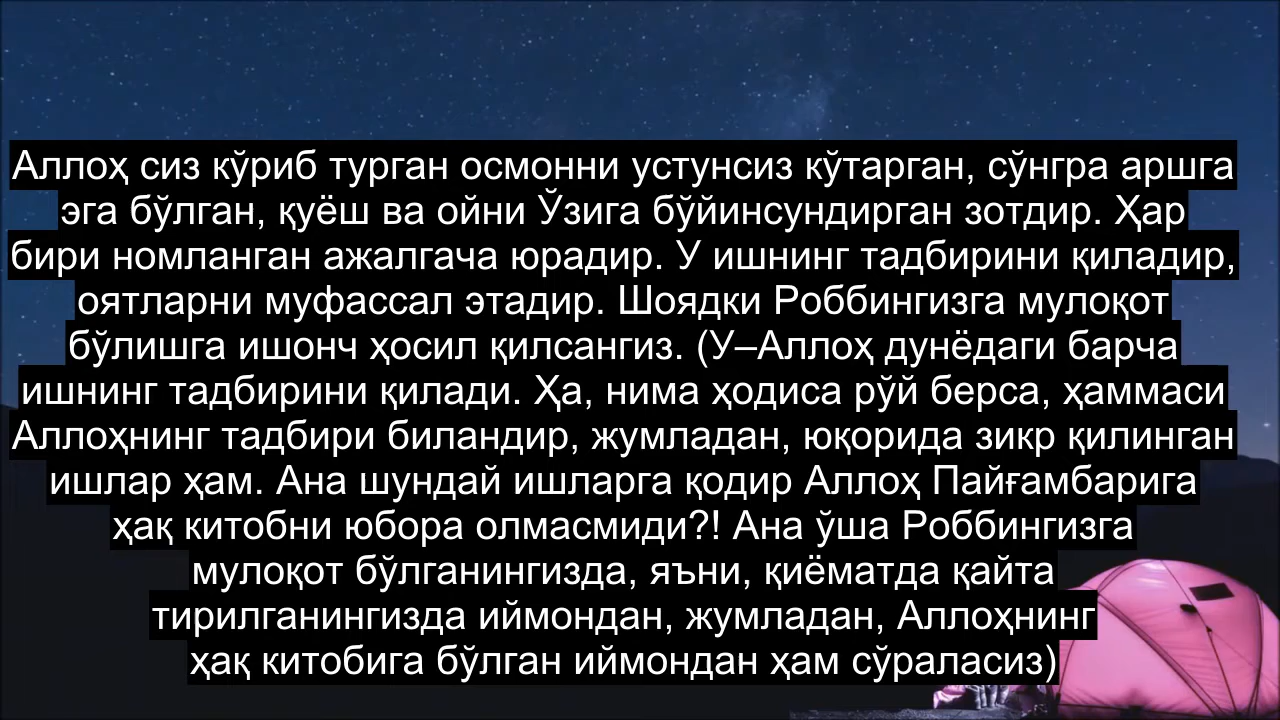 Аллоҳ сиз кўриб турган осмонни устунсиз кўтарган, сўнгра аршга
эга бўлган, қуёш ва ойни Ўзига бўйинсундирган зотдир. Ҳар
бири номланган ажалгача юрадир. У ишнинг тадбирини қиладир,
оятларни муфассал этадир. Шоядки Роббингизга мулоқот
бўлишга ишонч ҳосил қилсангиз. (У–Аллоҳ дунёдаги барча
ишнинг тадбирини қилади. Ҳа, нима ҳодиса рўй берса, ҳаммаси
Аллоҳнинг тадбири биландир, жумладан, юқорида зикр қилинган
ишлар ҳам. Ана шундай ишларга қодир Аллоҳ Пайғамбарига
ҳақ китобни юбора олмасмиди?! Ана ўша Роббингизга
мулоқот бўлганингизда, яъни, қиёматда қайта
тирилганингизда иймондан, жумладан, Аллоҳнинг
ҳақ китобига бўлган иймондан ҳам сўраласиз)